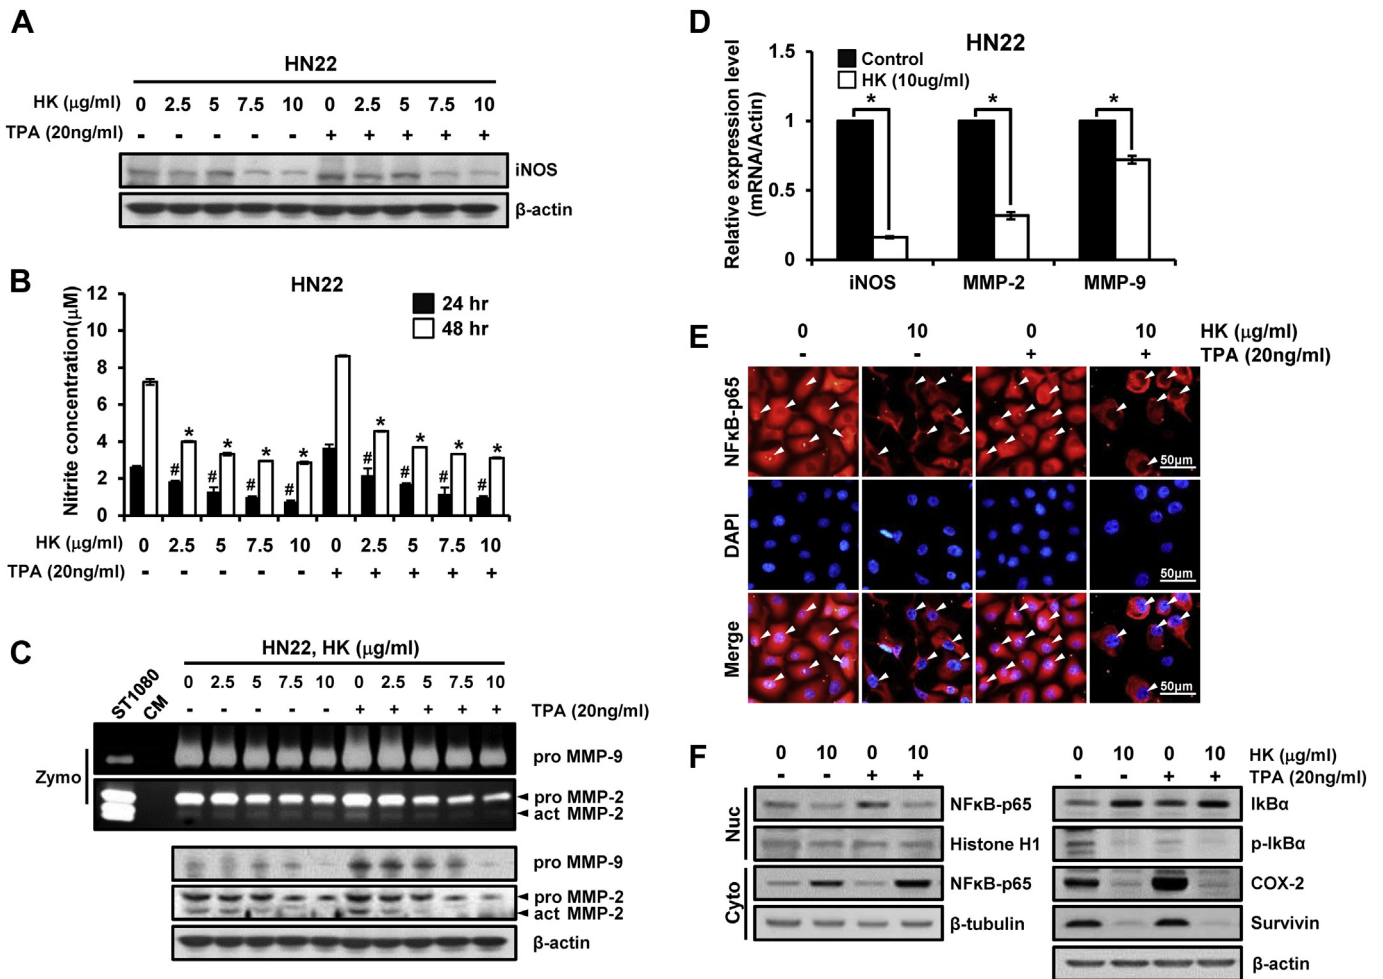 A
HN22
HK (μg/ml) 0 2.5 5 7.5 10 0 2.5 5 7.5 10
TPA (20ng/ml) - - - - - + + + + +
iNOS
β-actin
B
HN22
Nitrite concentration(μM)
12
10
8
6
4
2
0
24 hr
48 hr
# * # * # * # * # * # * # * # *
HK (μg/ml) 0 2.5 5 7.5 10 0 2.5 5 7.5 10
TPA (20ng/ml) - - - - - + + + + +
C
HN22, HK (μg/ml)
0 2.5 5 7.5 10 0 2.5 5 7.5 10
ST1080
CM
- - - - - + + + + + TPA (20ng/ml)
Zymo
pro MMP-9
pro MMP-2
act MMP-2
pro MMP-9
pro MMP-2
act MMP-2
β-actin
D
HN22
Relative expression level
(mRNA/Actin)
1.5
1
0.5
0
Control
HK (10ug/ml)
* * *
iNOS MMP-2 MMP-9
E
0 10 0 10 HK (μg/ml)
- - + + TPA (20ng/ml)
NFκB-p65
50μm
DAPI
50μm
Merge
50μm
F
0 10 0 10
- - + +
Nuc
NFκB-p65
Histone H1
Cyto
NFκB-p65
β-tubulin
0 10 0 10 HK (μg/ml)
- - + + TPA (20ng/ml)
IkBα
p-IkBα
COX-2
Survivin
β-actin